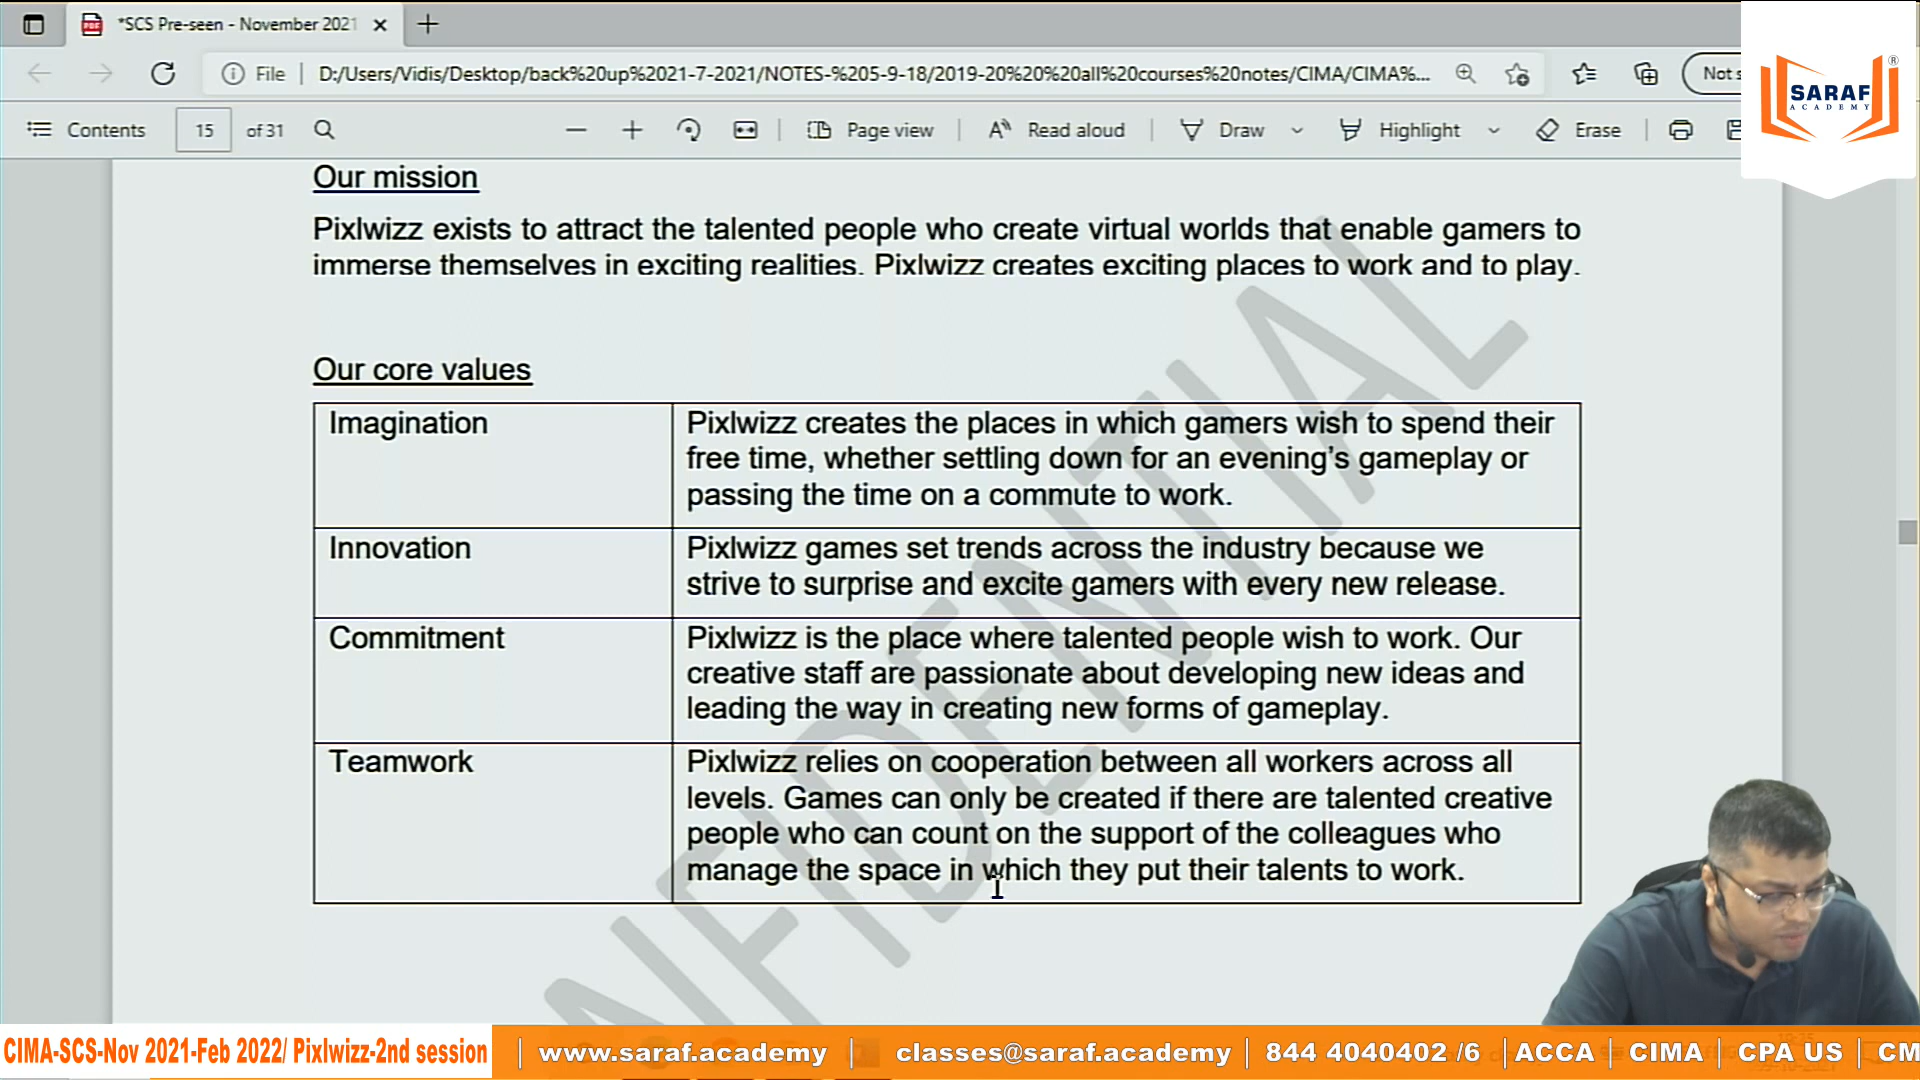 *SCS Pre-seen - November 2021
File D:/Users/Vidis/Desktop/back%20up%2021-7-2021/NOTES-%205-9-18/2019-20%20%20all%20courses%20notes/CIMA/CIMA%...
Not s
SARAF
ACADEMY
®
Contents 15 of 31 Page view Read aloud Draw Highlight Erase
Our mission
Pixlwizz exists to attract the talented people who create virtual worlds that enable gamers to
immerse themselves in exciting realities. Pixlwizz creates exciting places to work and to play.
Our core values
Imagination
Pixlwizz creates the places in which gamers wish to spend their
free time, whether settling down for an evening’s gameplay or
passing the time on a commute to work.
Innovation
Pixlwizz games set trends across the industry because we
strive to surprise and excite gamers with every new release.
Commitment
Pixlwizz is the place where talented people wish to work. Our
creative staff are passionate about developing new ideas and
leading the way in creating new forms of gameplay.
Teamwork
Pixlwizz relies on cooperation between all workers across all
levels. Games can only be created if there are talented creative
people who can count on the support of the colleagues who
manage the space in which they put their talents to work.
NFIDENTIAL
CIMA-SCS-Nov 2021-Feb 2022/ Pixlwizz-2nd session | www.saraf.academy | classes@saraf.academy | 844 4040402 /6 | ACCA | CIMA | CPA US | CM